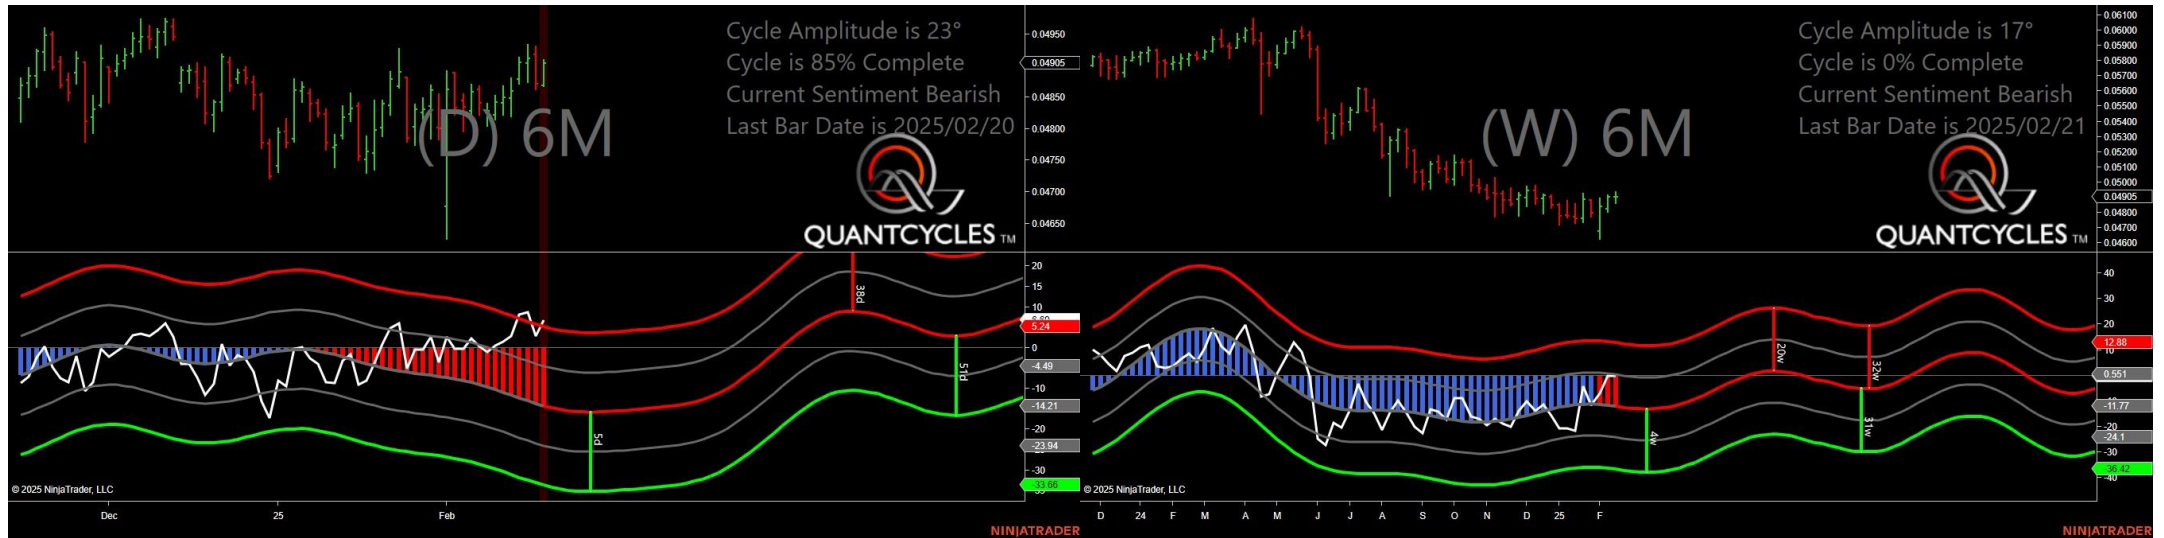 Cycle Amplitude is 23°
Cycle is 85% Complete
Current Sentiment Bearish
Last Bar Date is 2025/02/20
(D) 6M
QUANTCYCLES TM
0.04950
0.04905
0.04850
0.04800
0.04750
0.04700
0.04650
20
15
10
5.24
0
-4.49
-10
-14.21
-20
-23.94
-30
-33.66
38d
51d
5d
© 2025 NinjaTrader, LLC
Dec
25
Feb
NINJATRADER
Cycle Amplitude is 17°
Cycle is 0% Complete
Current Sentiment Bearish
Last Bar Date is 2025/02/21
(W) 6M
QUANTCYCLES TM
0.06100
0.06000
0.05900
0.05800
0.05700
0.05600
0.05500
0.05400
0.05300
0.05200
0.05100
0.05000
0.04905
0.04800
0.04700
0.04600
40
30
20
12.88
10
0.551
-11.77
-20
-24.1
-30
-36.42
-40
20w
32w
31w
4w
© 2025 NinjaTrader, LLC
D 24 F M A M J J A S O N D 25 F
NINJATRADER